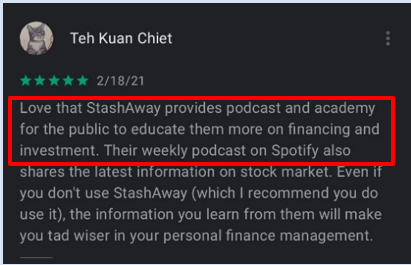 Teh Kuan Chiet
2/18/21
Love that StashAway provides podcast and academy
for the public to educate them more on financing and
investment. Their weekly podcast on Spotify also
shares the latest information on stock market. Even if
you don't use StashAway (which I recommend you do
use it), the information you learn from them will make
you tad wiser in your personal finance management.